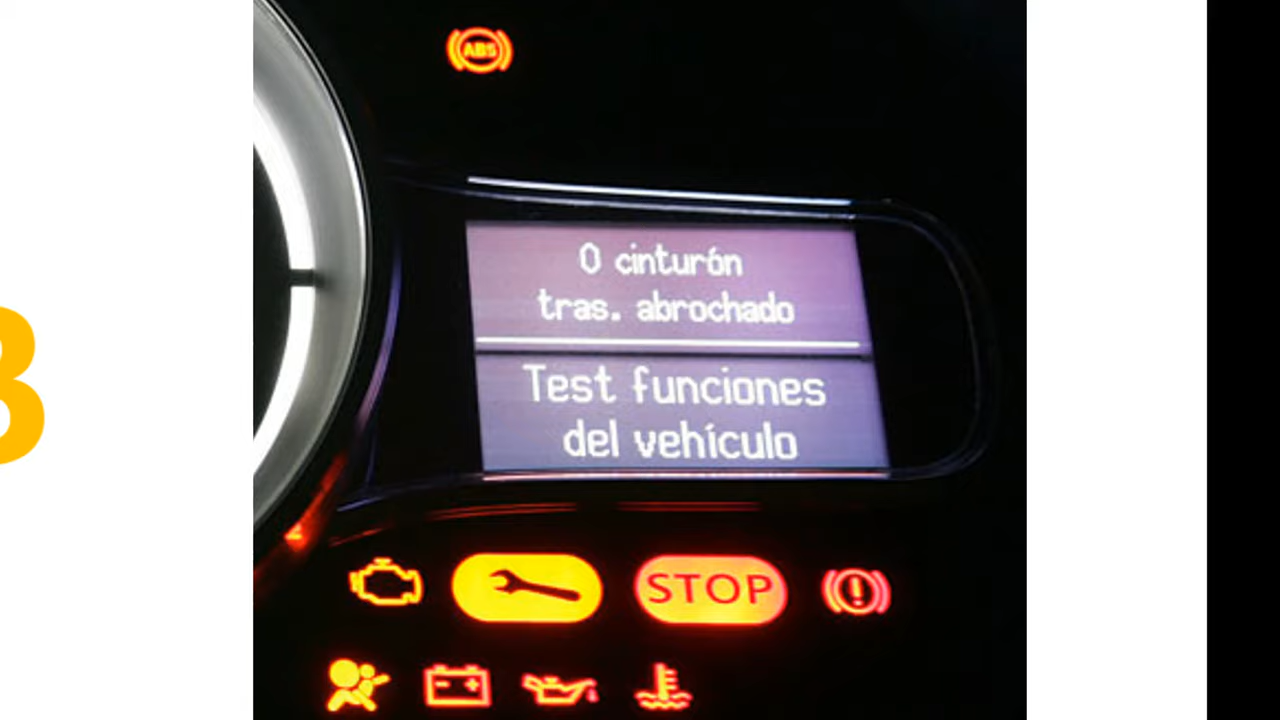 ABS
0 cinturón
tras. abrochado
Test funciones
del vehículo
STOP